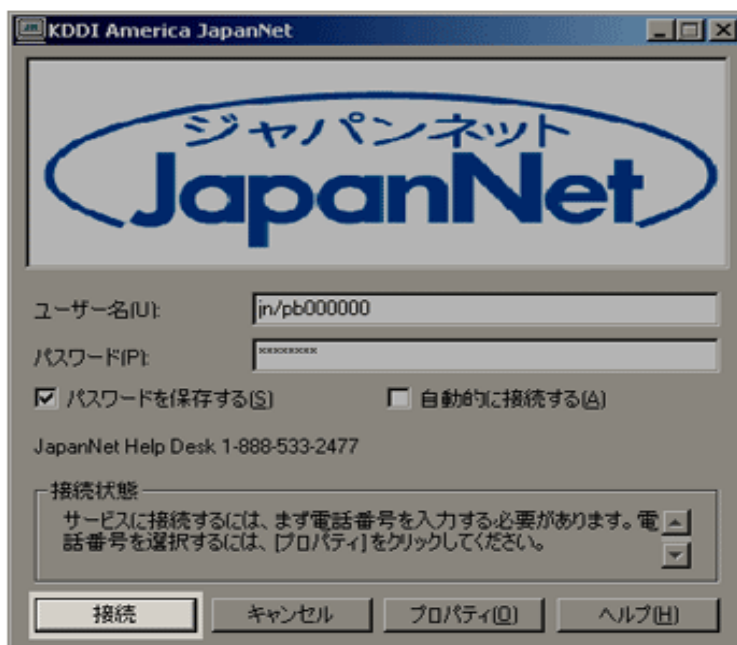 KDDI America JapanNet
ジャパンネット
JapanNet
ユーザー名(U):
jn/pb000000
パスワード(P):
********
パスワードを保存する(S)
自動的に接続する(A)
JapanNet Help Desk 1-888-533-2477
接続状態
サービスに接続するには、まず電話番号を入力する必要があります。電
話番号を選択するには、[プロパティ]をクリックしてください。
接続
キャンセル
プロパティ(O)
ヘルプ(H)